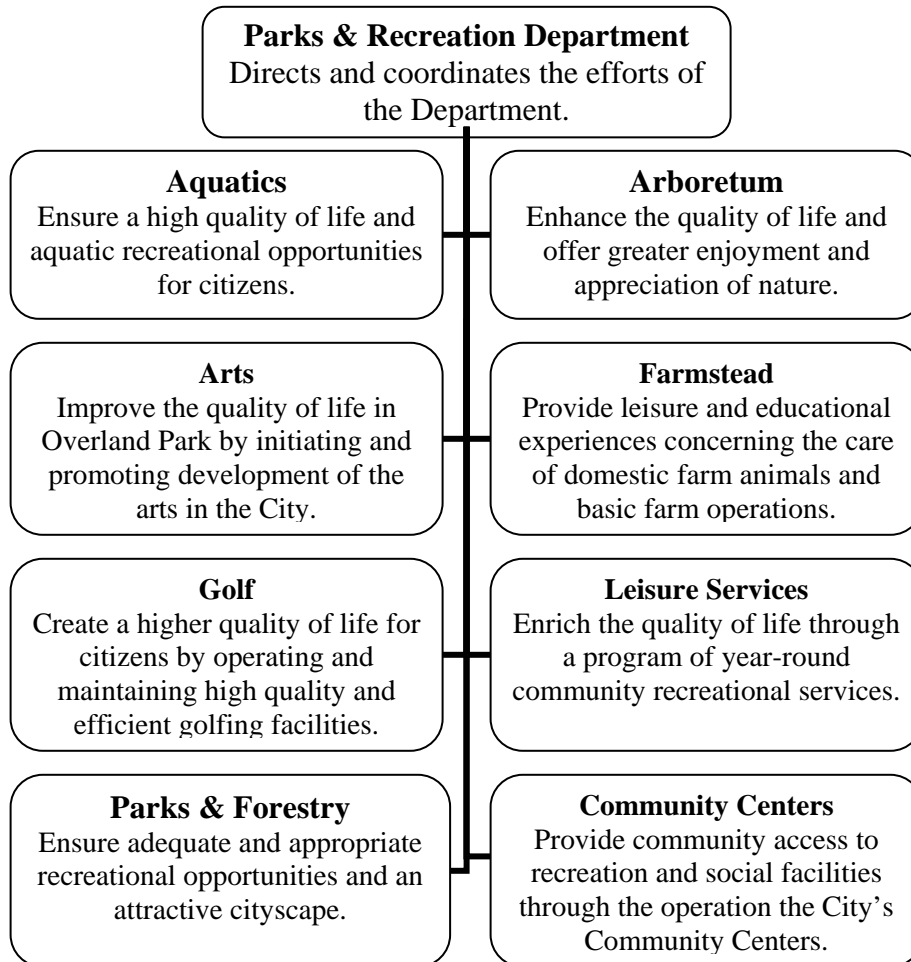 Parks & Recreation Department
Directs and coordinates the efforts of
the Department.
Aquatics
Ensure a high quality of life and
aquatic recreational opportunities
for citizens.
Arboretum
Enhance the quality of life and
offer greater enjoyment and
appreciation of nature.
Arts
Improve the quality of life in
Overland Park by initiating and
promoting development of the
arts in the City.
Farmstead
Provide leisure and educational
experiences concerning the care
of domestic farm animals and
basic farm operations.
Golf
Create a higher quality of life for
citizens by operating and
maintaining high quality and
efficient golfing facilities.
Leisure Services
Enrich the quality of life through
a program of year-round
community recreational services.
Parks & Forestry
Ensure adequate and appropriate
recreational opportunities and an
attractive cityscape.
Community Centers
Provide community access to
recreation and social facilities
through the operation the City’s
Community Centers.